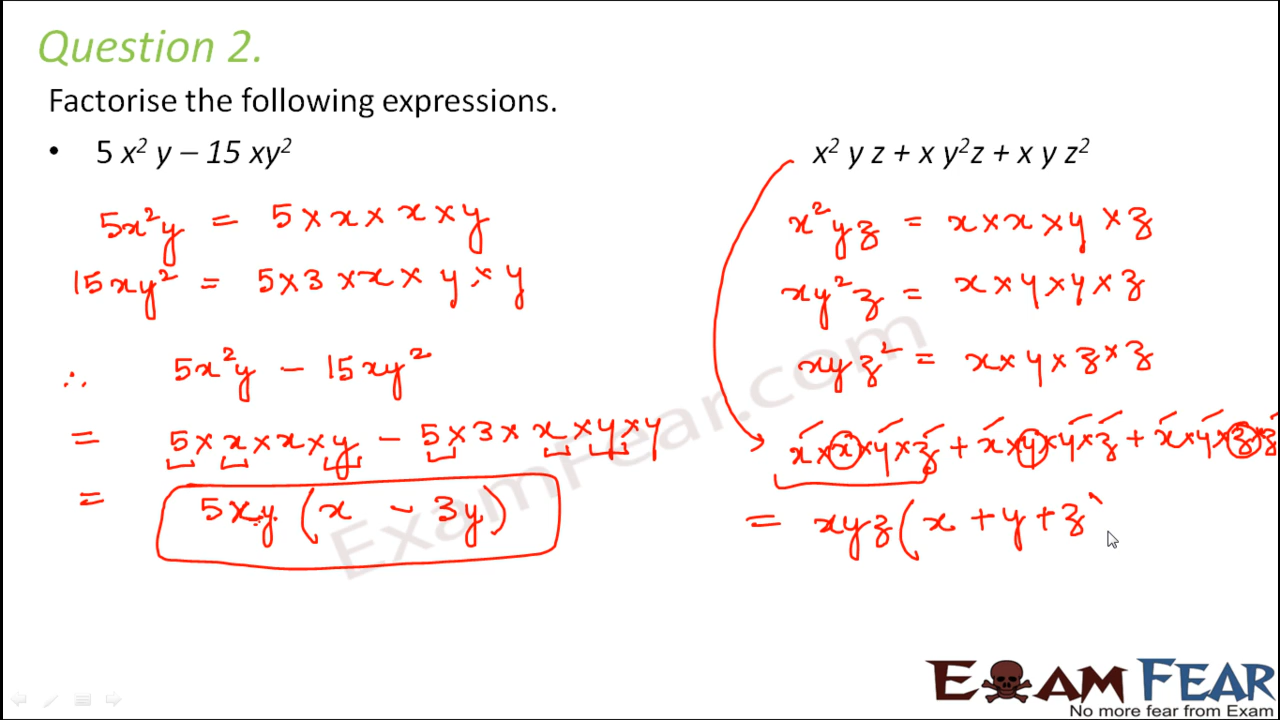 Question 2.
Factorise the following expressions.
• 5 x² y – 15 xy²
5x²y = 5 × x × x × y
15xy² = 5 × 3 × x × y × y
∴ 5x²y − 15xy²
= 5 × x × x × y − 5 × 3 × x × y × y
= 5xy (x − 3y)
x² y z + x y²z + x y z²
x²yz = x × x × y × z
xy²z = x × y × y × z
xyz² = x × y × z × z
x × x × y × z + x × y × y × z + x × y × z × z
= xyz (x + y + z
ExamFear.com
EXAM FEAR
No more fear from Exam